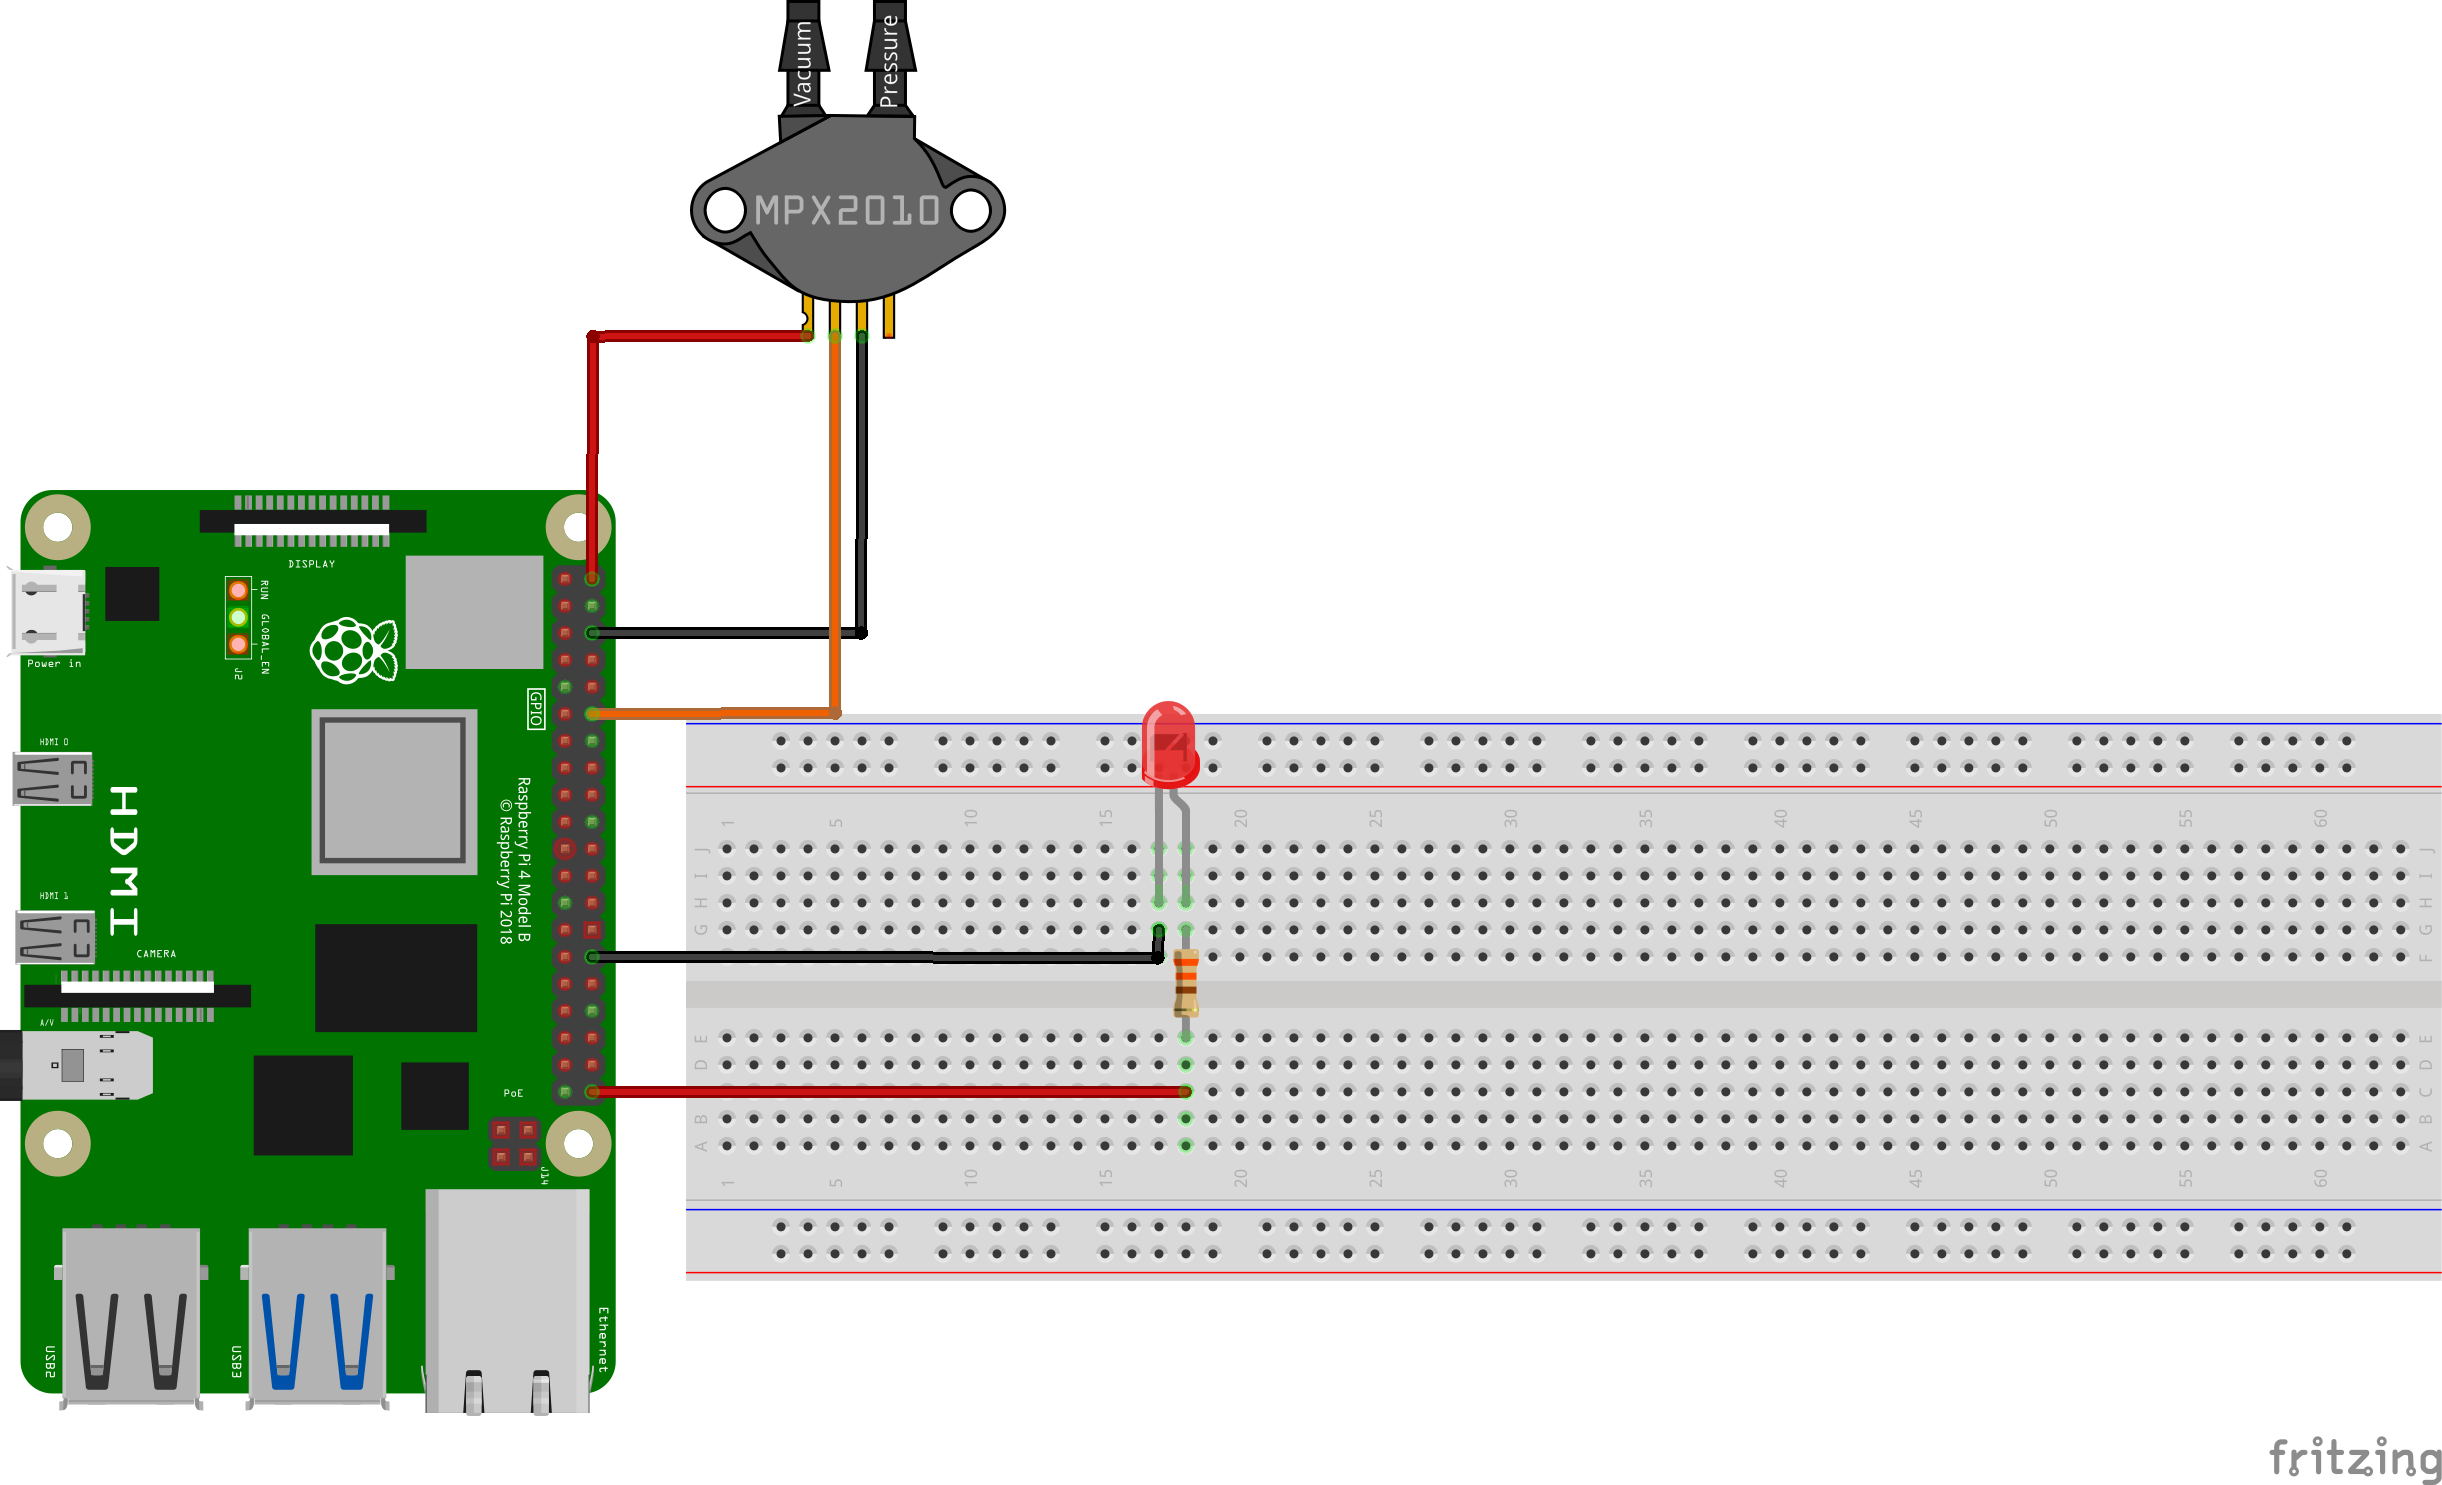 Vacuum
Pressure
MPX2010
DISPLAY
RUN
GLOBAL_EN
J2
Power in
GPIO
HDMI 0
HDMI
HDMI 1
Raspberry Pi 4 Model B
© Raspberry Pi 2018
CAMERA
A/V
PoE
J14
USB2
USB3
Ethernet
1 5 10 15 20 25 30 35 40 45 50 55 60
J J
I I
H H
G G
F F
E E
D D
C C
B B
A A
1 5 10 15 20 25 30 35 40 45 50 55 60
fritzing